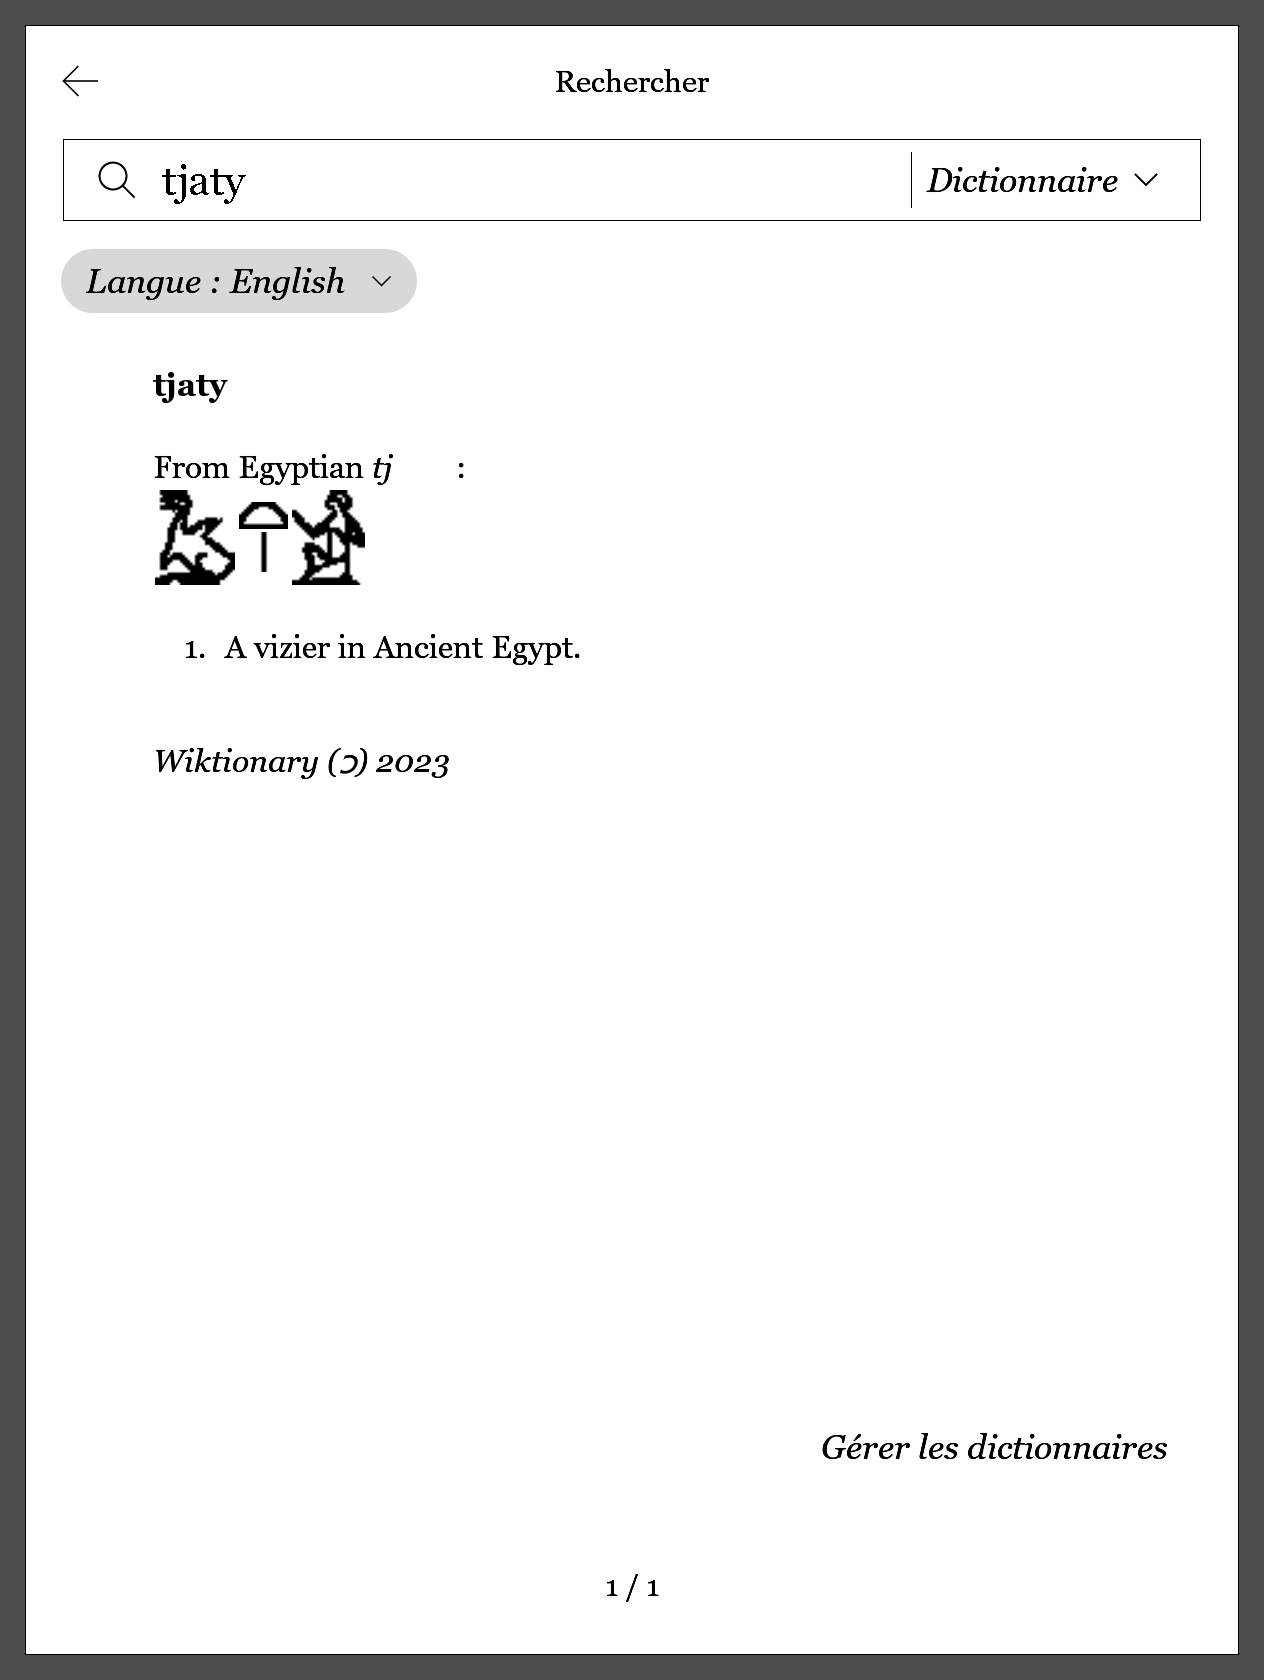 Rechercher
tjaty
Dictionnaire
Langue : English
tjaty
From Egyptian tj :
1. A vizier in Ancient Egypt.
Wiktionary (ɔ) 2023
Gérer les dictionnaires
1 / 1